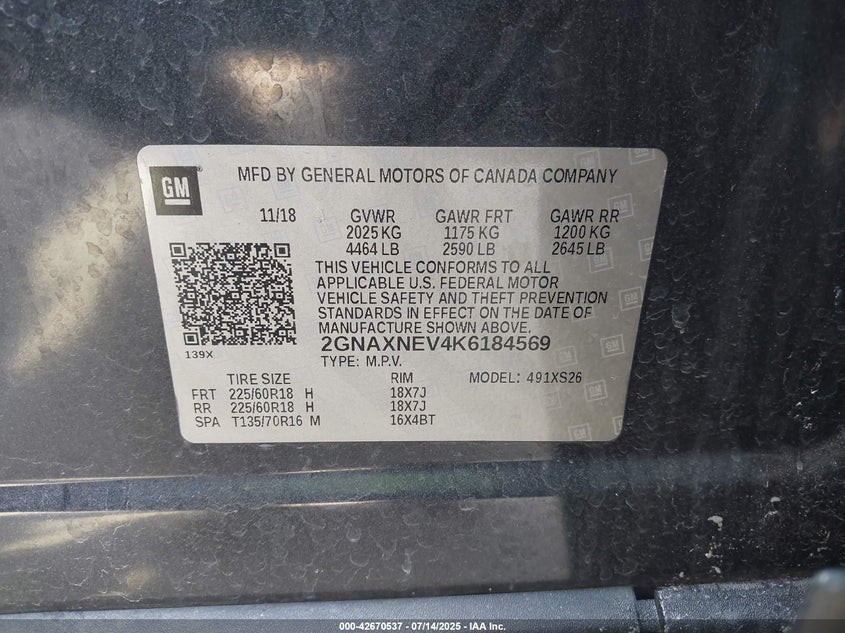 GM
MFD BY GENERAL MOTORS OF CANADA COMPANY
11/18 GVWR GAWR FRT GAWR RR
2025 KG 1175 KG 1200 KG
4464 LB 2590 LB 2645 LB
THIS VEHICLE CONFORMS TO ALL
APPLICABLE U.S. FEDERAL MOTOR
VEHICLE SAFETY AND THEFT PREVENTION
STANDARDS IN EFFECT ON THE DATE OF
MANUFACTURE SHOWN ABOVE.
139X
2GNAXNEV4K6184569
TYPE: M.P.V.
TIRE SIZE RIM MODEL: 491XS26
FRT 225/60R18 H 18X7J
RR 225/60R18 H 18X7J
SPA T135/70R16 M 16X4BT
000-42670537 - 07/14/2025 - IAA Inc.